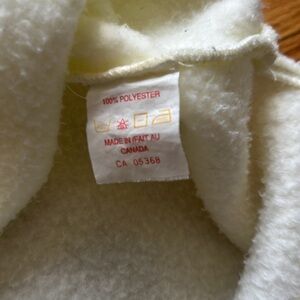 100% POLYESTER
MADE IN /FAIT AU
CANADA
CA 05368